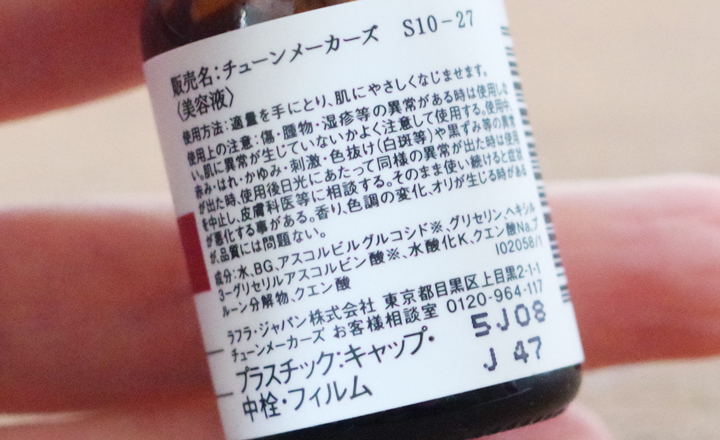 販売名:チューンメーカーズ S10-27
〈美容液〉
使用方法:適量を手にとり、肌にやさしくなじませます。
使用上の注意:傷・腫物・湿疹等の異常がある時は使用しな
い。肌に異常が生じていないかよく注意して使用する。使用中、
赤み・はれ・かゆみ・刺激・色抜け(白斑等)や黒ずみ等の異常
が出た時、使用後日光にあたって同様の異常が出た時は使用
を中止し、皮膚科医等に相談する。そのまま使い続けると症状
が悪化する事がある。香り、色調の変化、オリが生じる時がある
が、品質には問題ない。
成分:水、BG、アスコルビルグルコシド※、グリセリン、ヘキシル
3-グリセリルアスコルビン酸※、水酸化K、クエン酸Na、プ
ルーン分解物、クエン酸
IO2058/1
ラフラ・ジャパン株式会社 東京都目黒区上目黒2-1-1
チューンメーカーズ お客様相談室 0120-964-117
プラスチック:キャップ・
中栓・フィルム
5J08
J 47